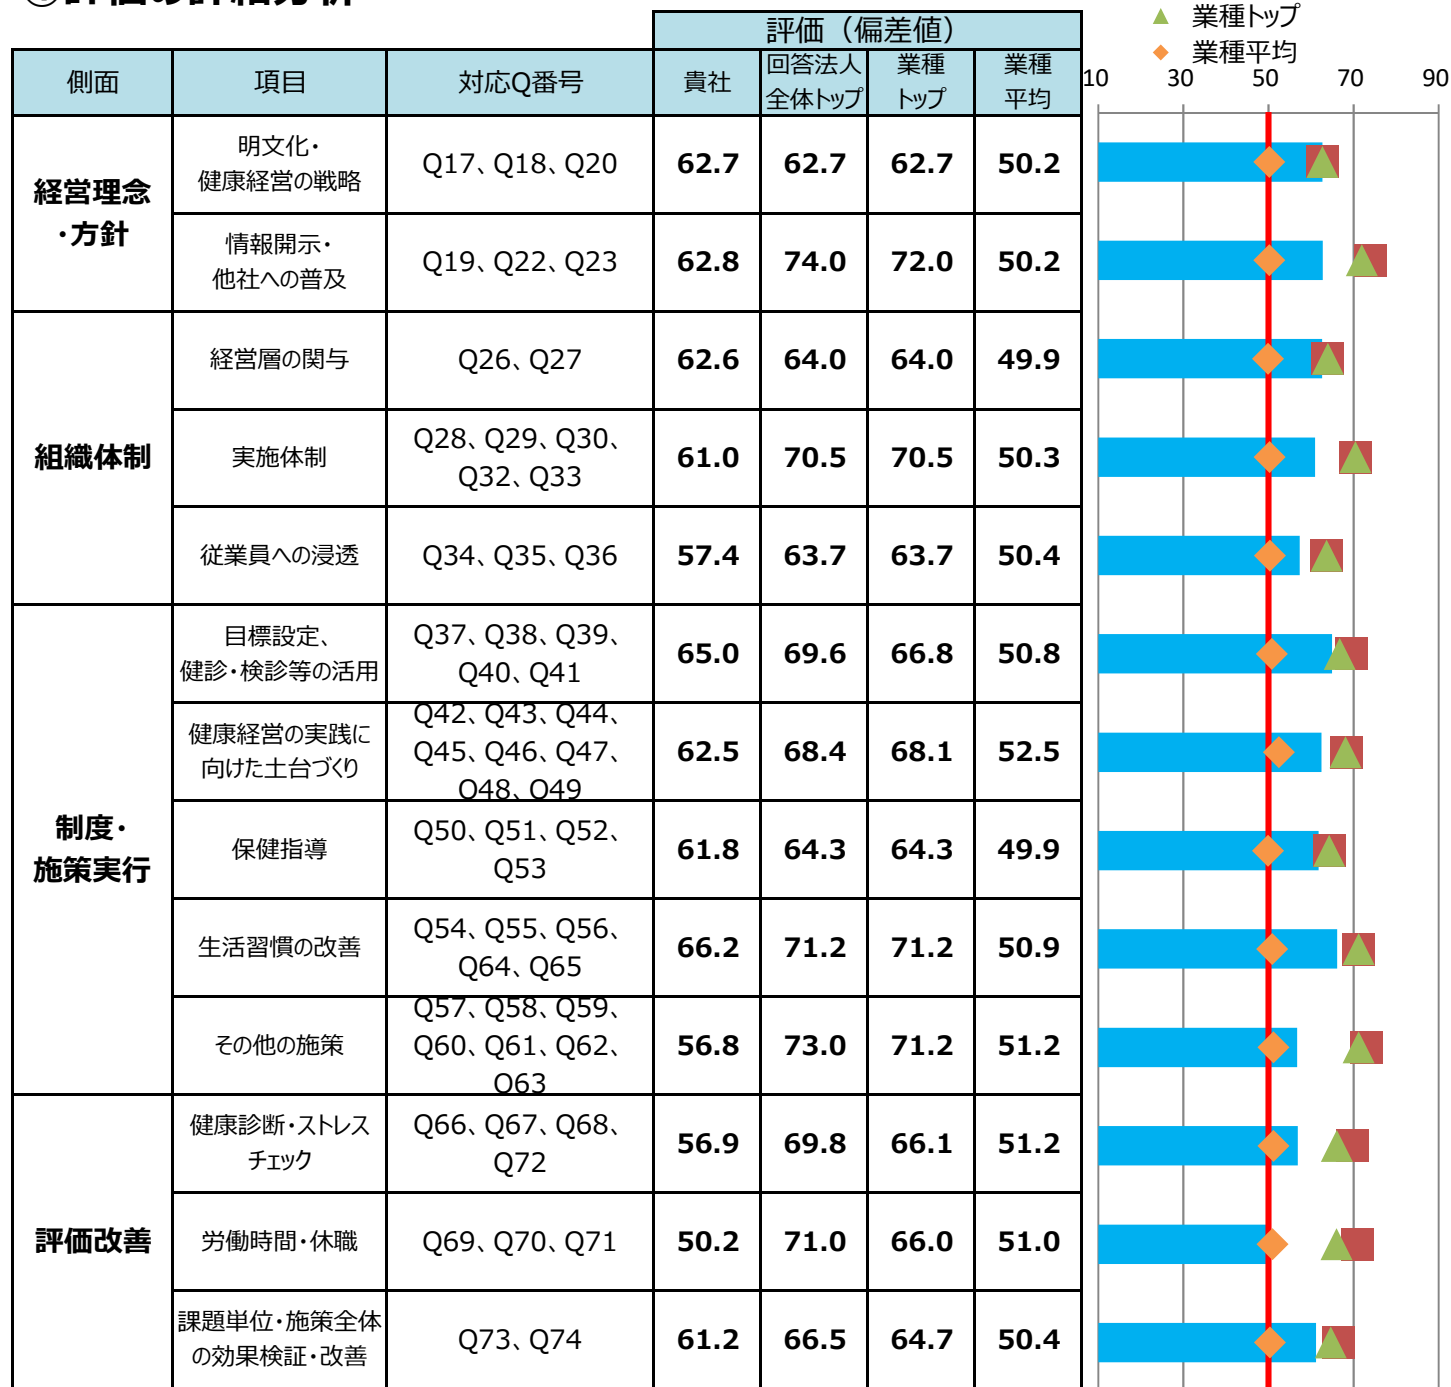 ③評価の詳細分析
▲ 業種トップ
◆ 業種平均
評価（偏差値）
側面 項目 対応Q番号 貴社 回答法人 業種 業種
全体トップ トップ 平均
10 30 50 70 90
経営理念
・方針
明文化・
健康経営の戦略
Q17、Q18、Q20 62.7 62.7 62.7 50.2
情報開示・
他社への普及
Q19、Q22、Q23 62.8 74.0 72.0 50.2
組織体制
経営層の関与 Q26、Q27 62.6 64.0 64.0 49.9
実施体制
Q28、Q29、Q30、
Q32、Q33
61.0 70.5 70.5 50.3
従業員への浸透 Q34、Q35、Q36 57.4 63.7 63.7 50.4
制度・
施策実行
目標設定、
健診・検診等の活用
Q37、Q38、Q39、
Q40、Q41
65.0 69.6 66.8 50.8
健康経営の実践に
向けた土台づくり
Q42、Q43、Q44、
Q45、Q46、Q47、
Q48、Q49
62.5 68.4 68.1 52.5
保健指導
Q50、Q51、Q52、
Q53
61.8 64.3 64.3 49.9
生活習慣の改善
Q54、Q55、Q56、
Q64、Q65
66.2 71.2 71.2 50.9
その他の施策
Q57、Q58、Q59、
Q60、Q61、Q62、
Q63
56.8 73.0 71.2 51.2
評価改善
健康診断・ストレス
チェック
Q66、Q67、Q68、
Q72
56.9 69.8 66.1 51.2
労働時間・休職 Q69、Q70、Q71 50.2 71.0 66.0 51.0
課題単位・施策全体
の効果検証・改善
Q73、Q74 61.2 66.5 64.7 50.4